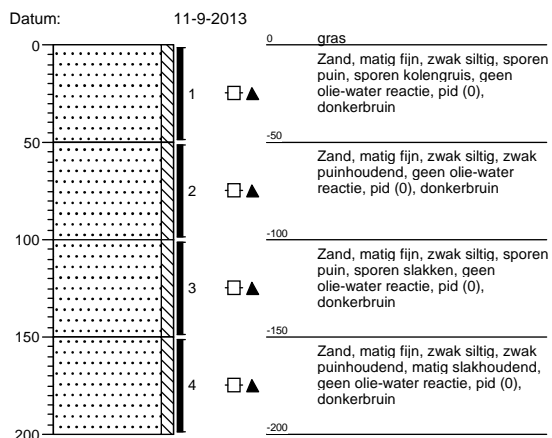 Datum: 11-9-2013
0
0
gras
Zand, matig fijn, zwak siltig, sporen
puin, sporen kolengruis, geen
olie-water reactie, pid (0),
donkerbruin
1
50
-50
Zand, matig fijn, zwak siltig, zwak
puinhoudend, geen olie-water
reactie, pid (0), donkerbruin
2
100
-100
Zand, matig fijn, zwak siltig, sporen
puin, sporen slakken, geen
olie-water reactie, pid (0),
donkerbruin
3
150
-150
Zand, matig fijn, zwak siltig, zwak
puinhoudend, matig slakhoudend,
geen olie-water reactie, pid (0),
donkerbruin
4
200
-200